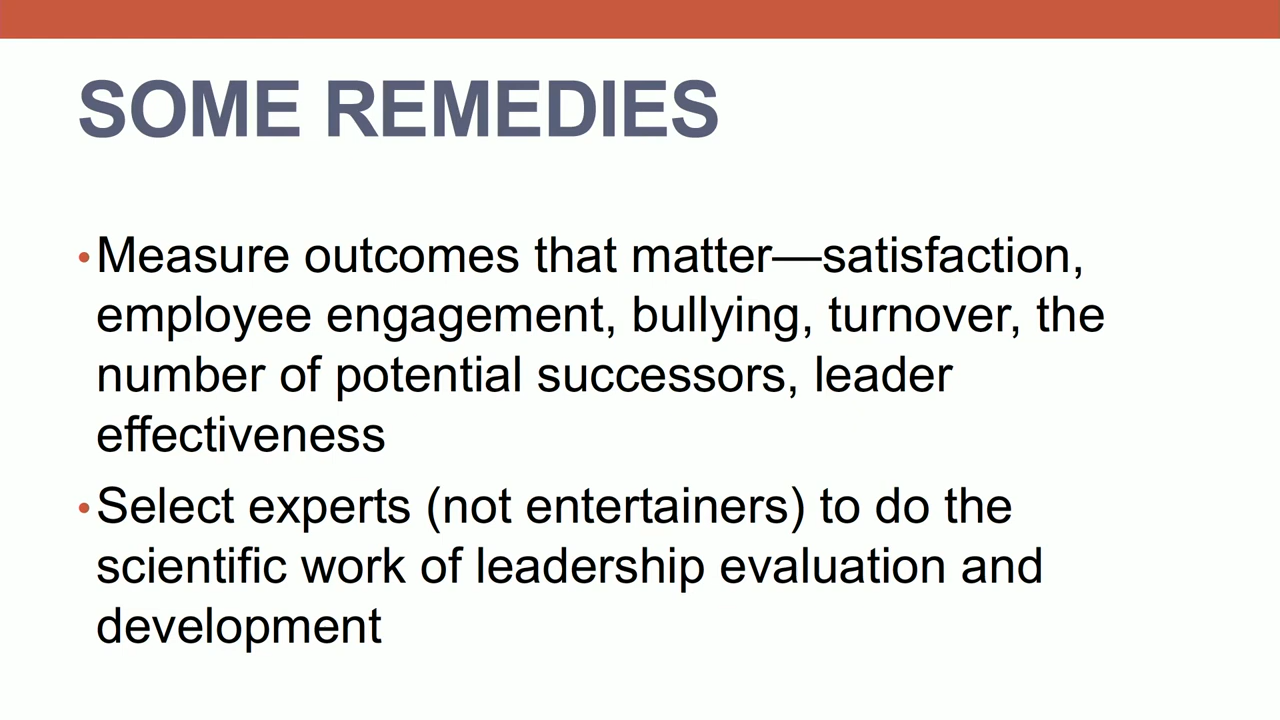 SOME REMEDIES
•Measure outcomes that matter—satisfaction,
employee engagement, bullying, turnover, the
number of potential successors, leader
effectiveness
•Select experts (not entertainers) to do the
scientific work of leadership evaluation and
development